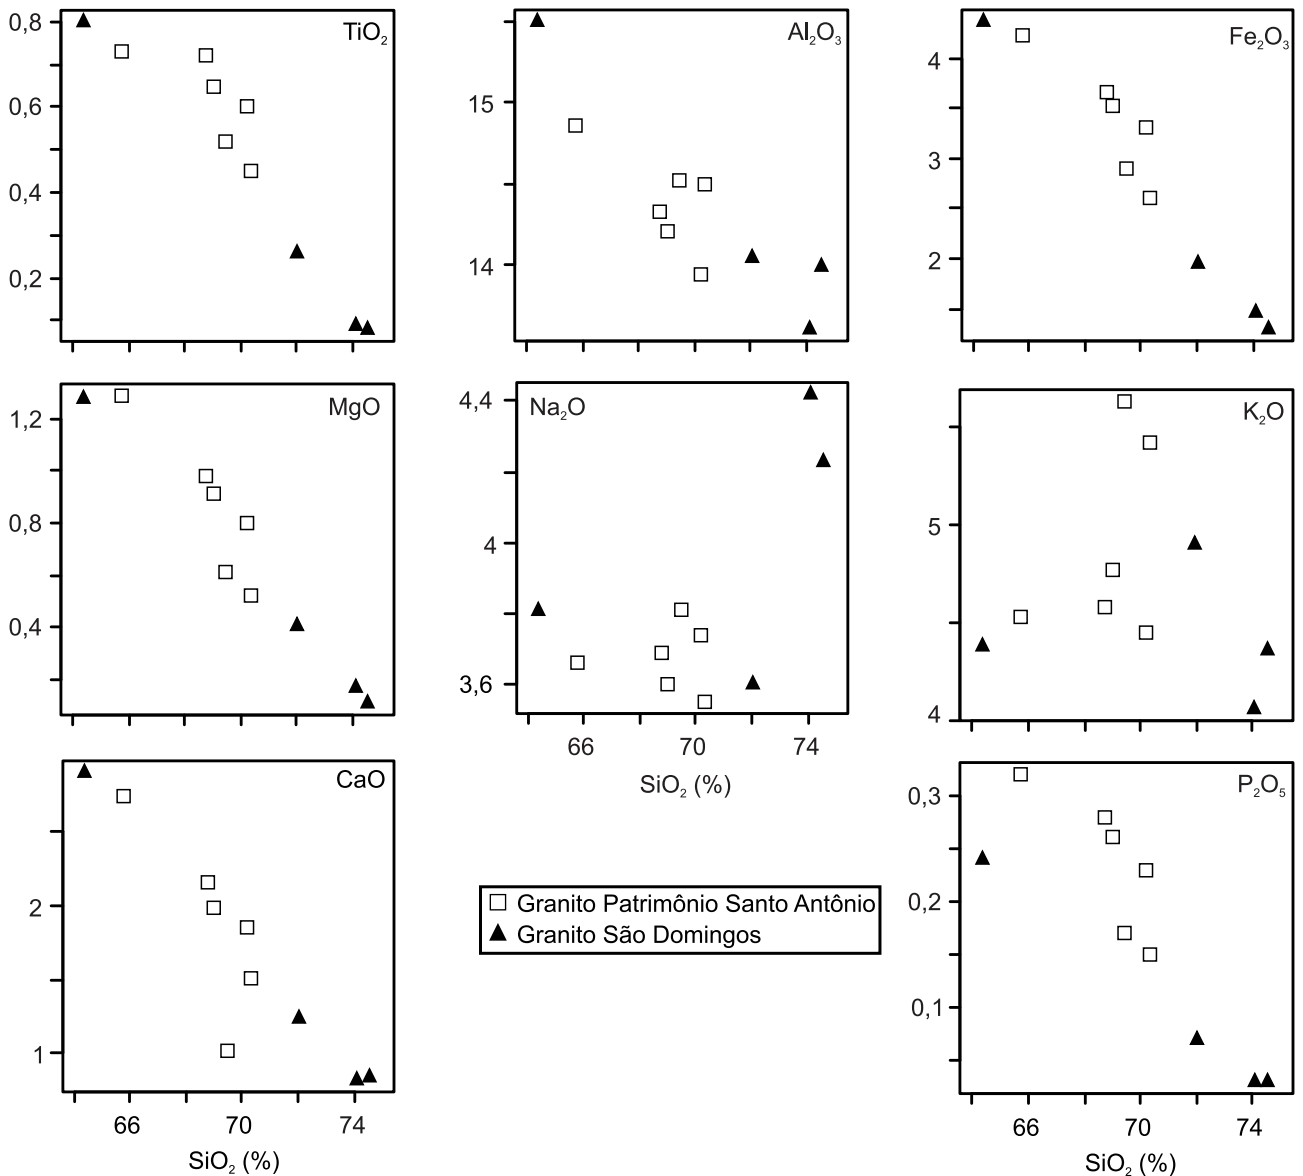 TiO₂
0,8
0,6
0,4
0,2
Al₂O₃
15
14
Fe₂O₃
4
3
2
MgO
1,2
0,8
0,4
Na₂O
4,4
4
3,6
66 70 74
SiO₂ (%)
K₂O
5
4
CaO
2
1
66 70 74
SiO₂ (%)
Granito Patrimônio Santo Antônio
Granito São Domingos
P₂O₅
0,3
0,2
0,1
66 70 74
SiO₂ (%)